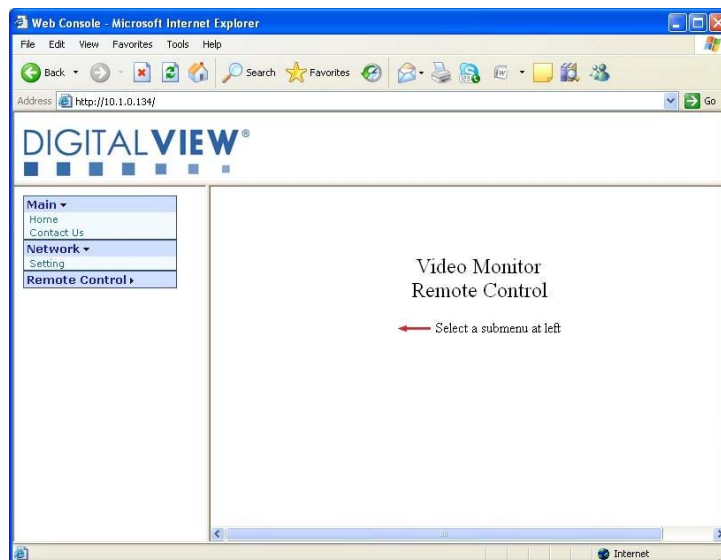 Web Console - Microsoft Internet Explorer
File Edit View Favorites Tools Help
Back Search Favorites
Address http://10.1.0.134/ Go
DIGITALVIEW®
Main
Home
Contact Us
Network
Setting
Remote Control
Video Monitor
Remote Control
Select a submenu at left
Internet